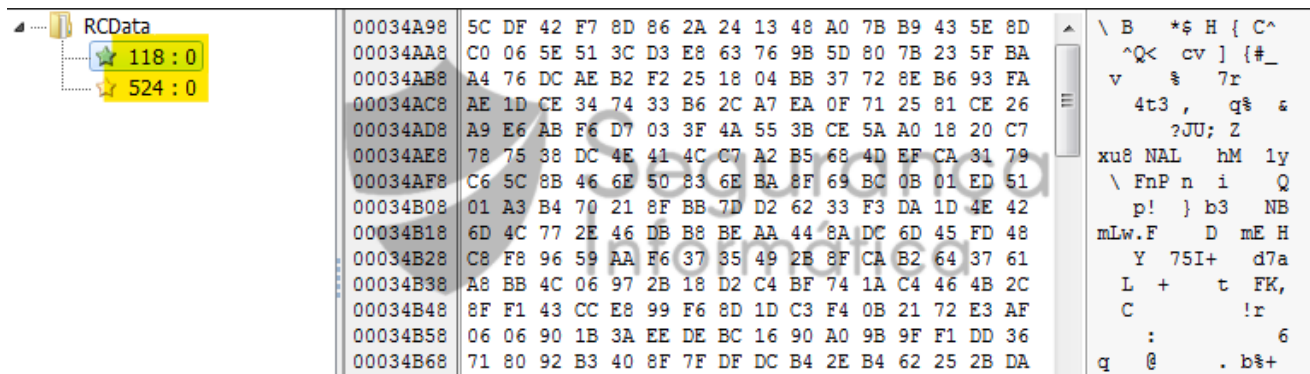 RCData
118 : 0
524 : 0
00034A98 5C DF 42 F7 8D 86 2A 24 13 48 A0 7B B9 43 5E 8D \ B *$ H { C^
00034AA8 C0 06 5E 51 3C D3 E8 63 76 9B 5D 80 7B 23 5F BA ^Q< cv ] {#_
00034AB8 A4 76 DC AE B2 F2 25 18 04 BB 37 72 8E B6 93 FA v % 7r
00034AC8 AE 1D CE 34 74 33 B6 2C A7 EA 0F 71 25 81 CE 26 4t3 , q% &
00034AD8 A9 E6 AB F6 D7 03 3F 4A 55 3B CE 5A A0 18 20 C7 ?JU; Z
00034AE8 78 75 38 DC 4E 41 4C C7 A2 B5 68 4D EF CA 31 79 xu8 NAL hM 1y
00034AF8 C6 5C 8B 46 6E 50 83 6E BA 8F 69 BC 0B 01 ED 51 \ FnP n i Q
00034B08 01 A3 B4 70 21 8F BB 7D D2 62 33 F3 DA 1D 4E 42 p! } b3 NB
00034B18 6D 4C 77 2E 46 DB B8 BE AA 44 8A DC 6D 45 FD 48 mLw.F D mE H
00034B28 C8 F8 96 59 AA F6 37 35 49 2B 8F CA B2 64 37 61 Y 75I+ d7a
00034B38 A8 BB 4C 06 97 2B 18 D2 C4 BF 74 1A C4 46 4B 2C L + t FK,
00034B48 8F F1 43 CC E8 99 F6 8D 1D C3 F4 0B 21 72 E3 AF C !r
00034B58 06 06 90 1B 3A EE DE BC 16 90 A0 9B 9F F1 DD 36 : 6
00034B68 71 80 92 B3 40 8F 7F DF DC B4 2E B4 62 25 2B DA q @ . b%+
Segurança
Informática